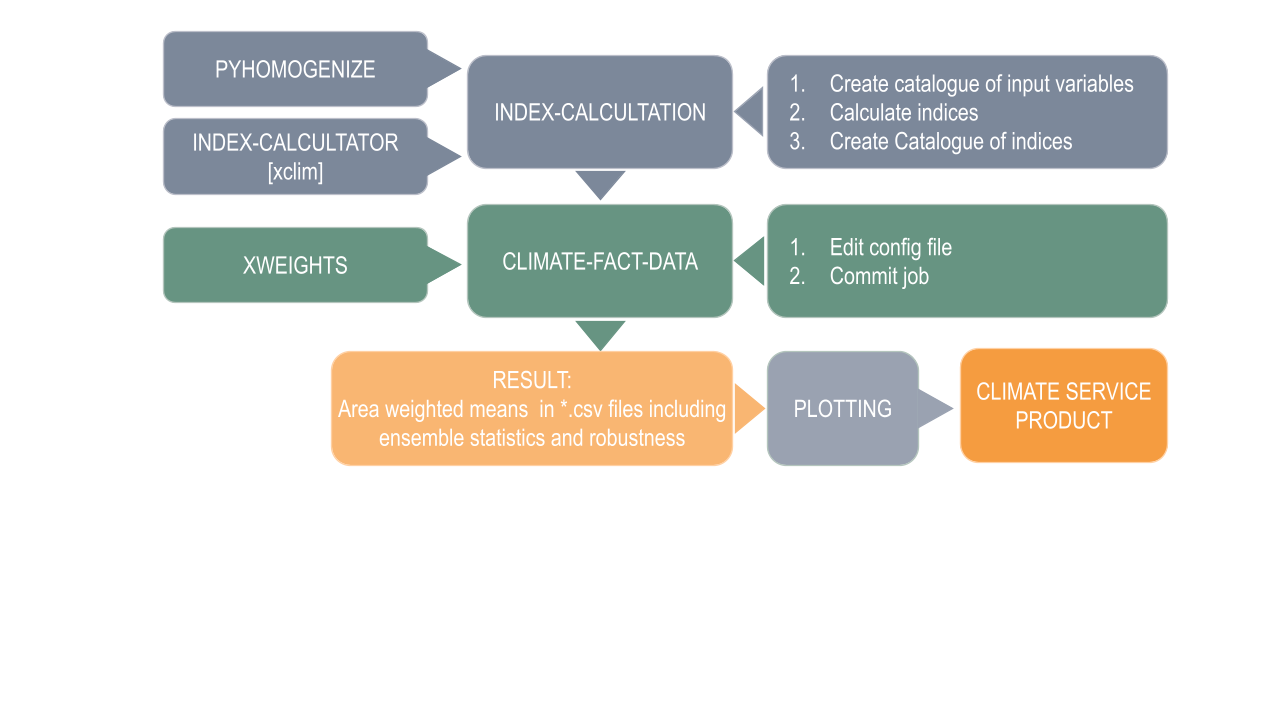 PYHOMOGENIZE
INDEX-CALCULTATOR
[xclim]
INDEX-CALCULTATION
1. Create catalogue of input variables
2. Calculate indices
3. Create Catalogue of indices
XWEIGHTS
CLIMATE-FACT-DATA
1. Edit config file
2. Commit job
RESULT:
Area weighted means in *.csv files including
ensemble statistics and robustness
PLOTTING
CLIMATE SERVICE
PRODUCT